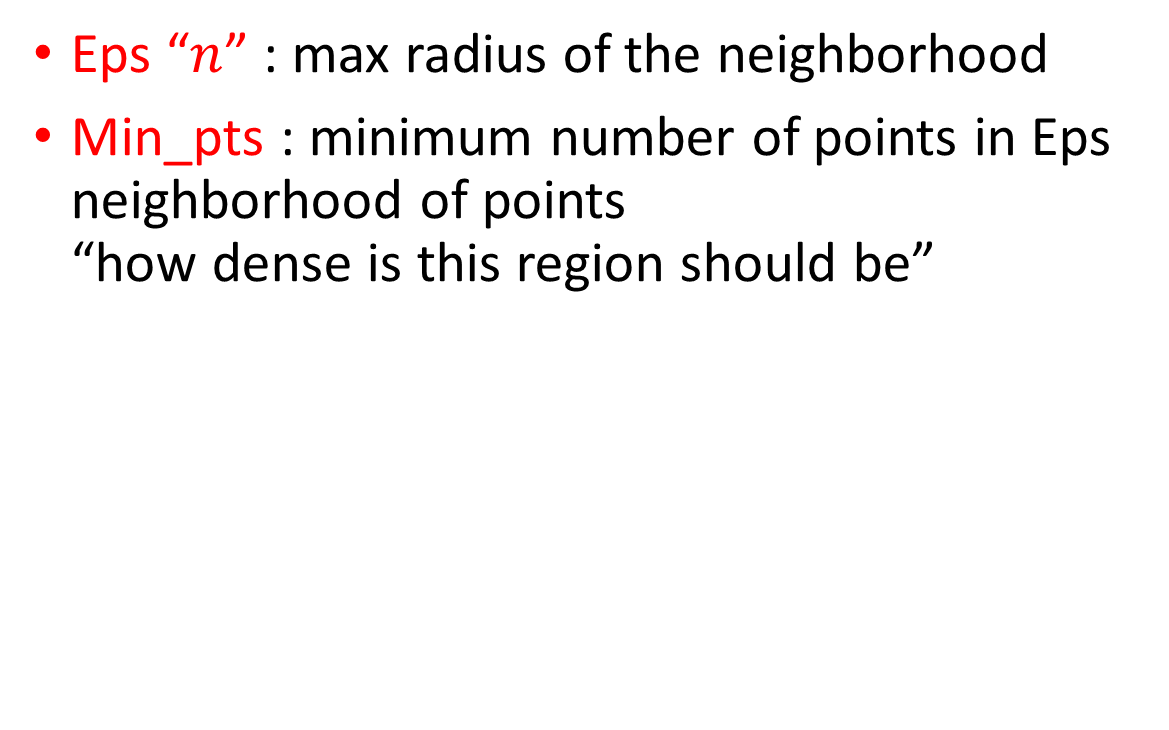 • Eps “n” : max radius of the neighborhood
• Min_pts : minimum number of points in Eps
neighborhood of points
“how dense is this region should be”